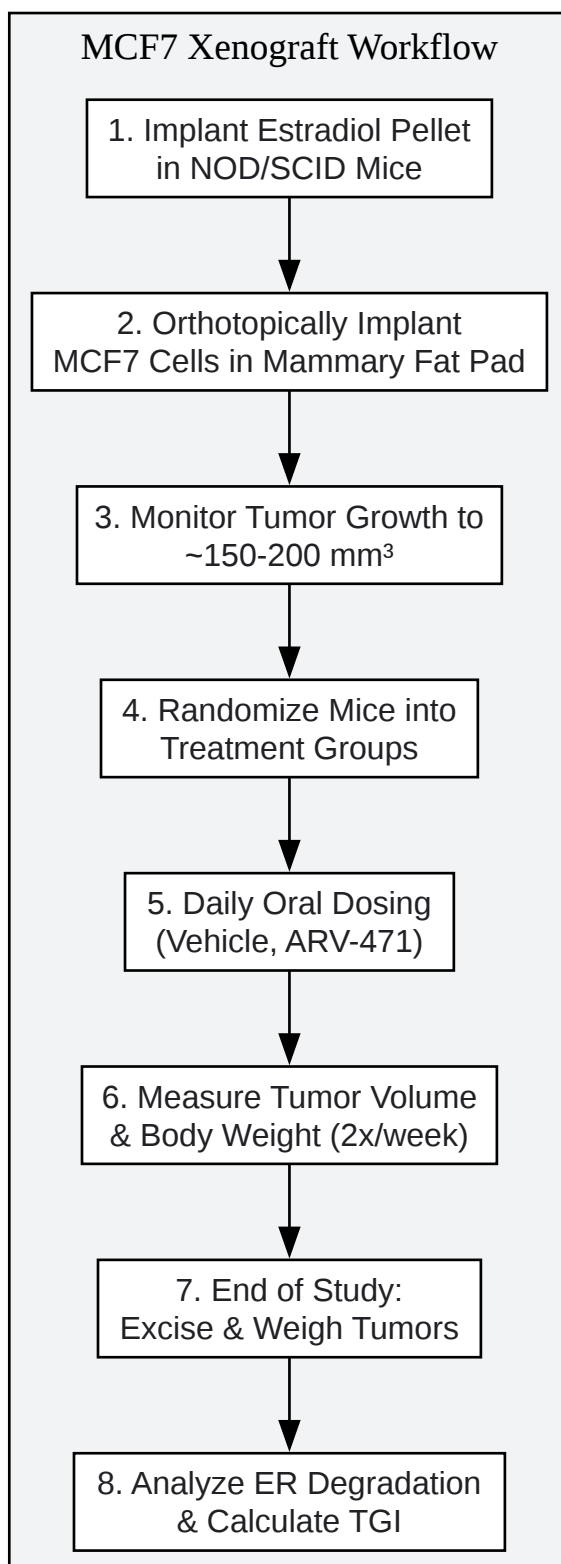 MCF7 Xenograft Workflow
1. Implant Estradiol Pellet
in NOD/SCID Mice
2. Orthotopically Implant
MCF7 Cells in Mammary Fat Pad
3. Monitor Tumor Growth to
~150-200 mm³
4. Randomize Mice into
Treatment Groups
5. Daily Oral Dosing
(Vehicle, ARV-471)
6. Measure Tumor Volume
& Body Weight (2x/week)
7. End of Study:
Excise & Weigh Tumors
8. Analyze ER Degradation
& Calculate TGI